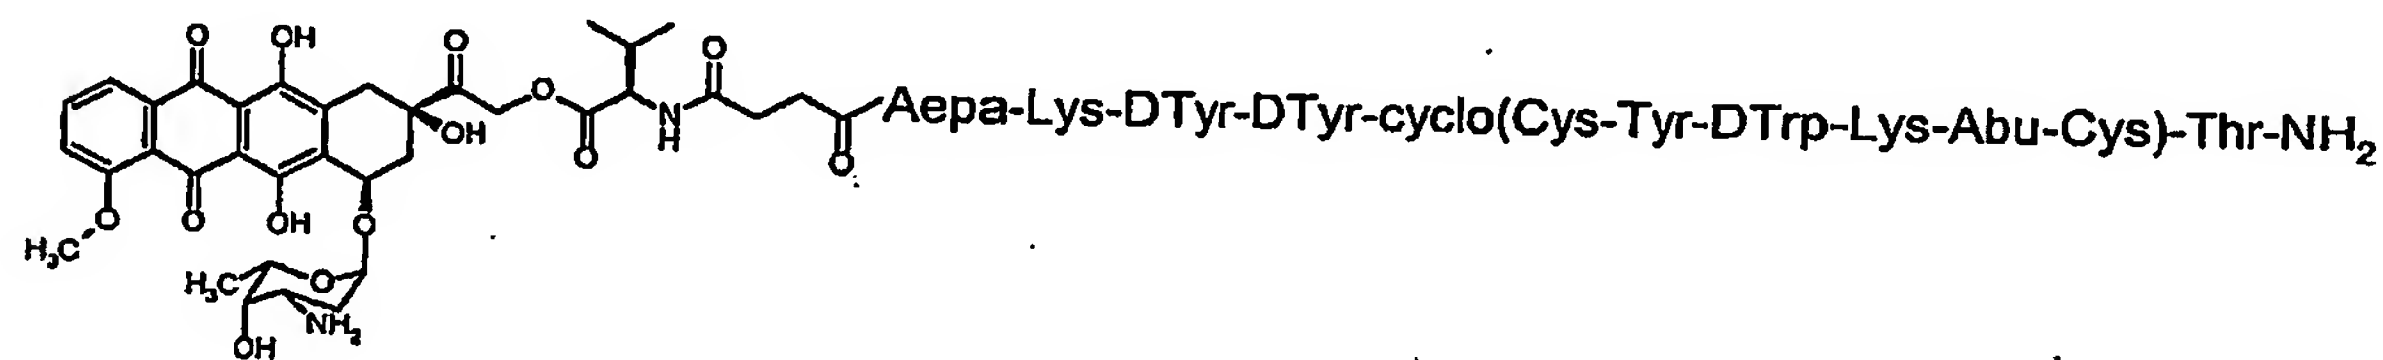 O OH O O O
O
OH
O
N
H
O
Aepa-Lys-DTyr-DTyr-cyclo(Cys-Tyr-DTrp-Lys-Abu-Cys)-Thr-NH2
O O OH O
H3C
H3C O
NH2
OH